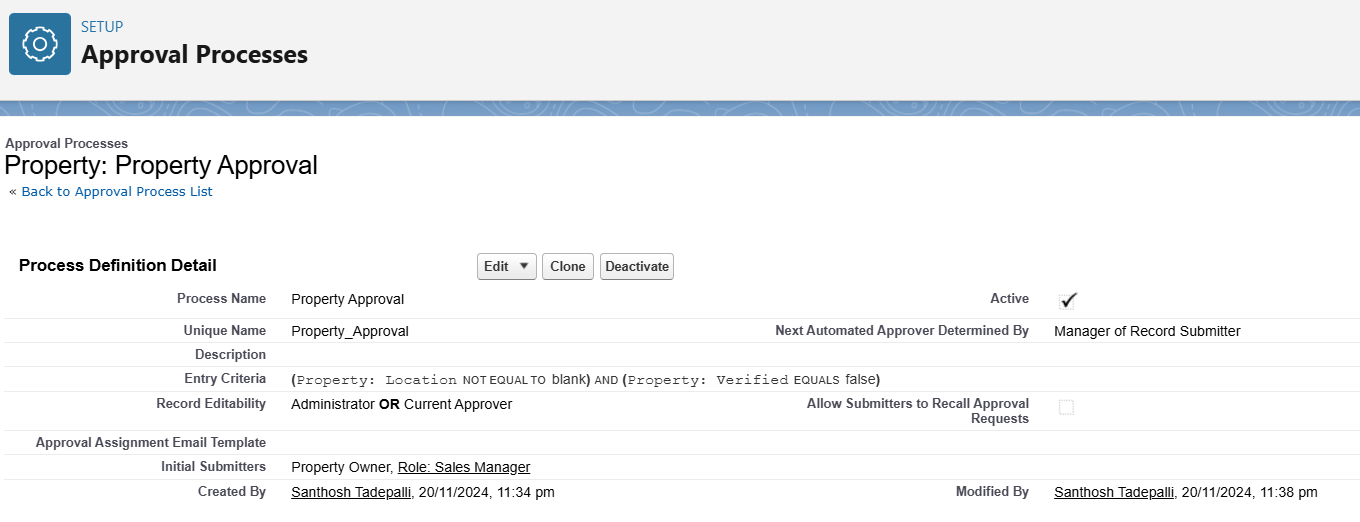 SETUP
Approval Processes
Approval Processes
Property: Property Approval
« Back to Approval Process List
Process Definition Detail
Edit ▼ Clone Deactivate
Process Name Property Approval Active ✓
Unique Name Property_Approval Next Automated Approver Determined By Manager of Record Submitter
Description
Entry Criteria (Property: Location NOT EQUAL TO blank) AND (Property: Verified EQUALS false)
Record Editability Administrator OR Current Approver Allow Submitters to Recall Approval
Requests
Approval Assignment Email Template
Initial Submitters Property Owner, Role: Sales Manager
Created By Santhosh Tadepalli, 20/11/2024, 11:34 pm Modified By Santhosh Tadepalli, 20/11/2024, 11:38 pm